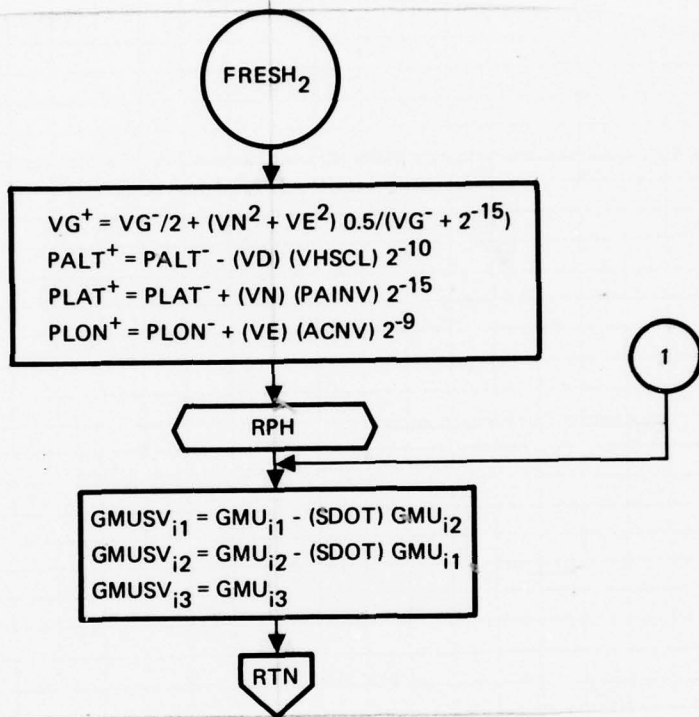 FRESH₂
VG⁺ = VG⁻/2 + (VN² + VE²) 0.5/(VG⁻ + 2⁻¹⁵)
PALT⁺ = PALT⁻ - (VD) (VHSCL) 2⁻¹⁰
PLAT⁺ = PLAT⁻ + (VN) (PAINV) 2⁻¹⁵
PLON⁺ = PLON⁻ + (VE) (ACNV) 2⁻⁹
1
RPH
GMUSVᵢ₁ = GMUᵢ₁ - (SDOT) GMUᵢ₂
GMUSVᵢ₂ = GMUᵢ₂ - (SDOT) GMUᵢ₁
GMUSVᵢ₃ = GMUᵢ₃
RTN